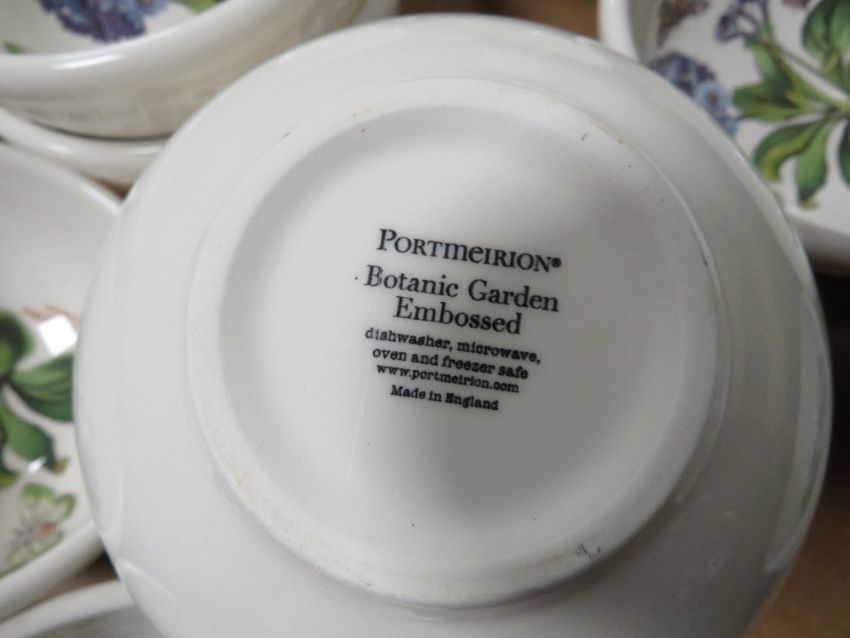 PORTMEIRION®
Botanic Garden
Embossed
dishwasher, microwave,
oven and freezer safe
www.portmeirion.com
Made in England